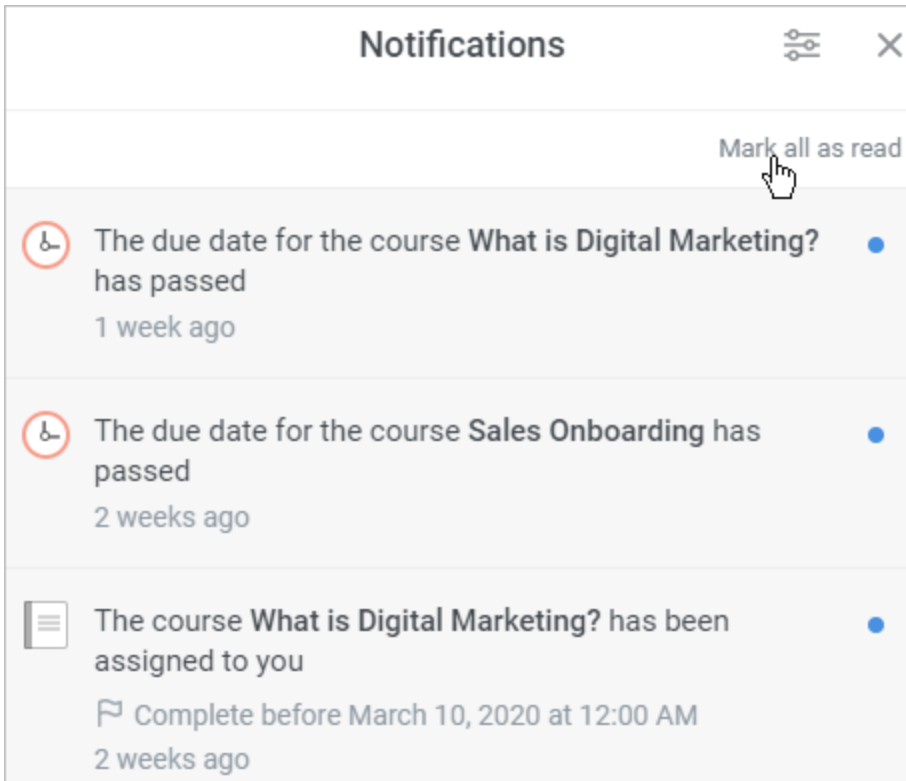 Notifications
Mark all as read
The due date for the course What is Digital Marketing?
has passed
1 week ago
The due date for the course Sales Onboarding has
passed
2 weeks ago
The course What is Digital Marketing? has been
assigned to you
Complete before March 10, 2020 at 12:00 AM
2 weeks ago